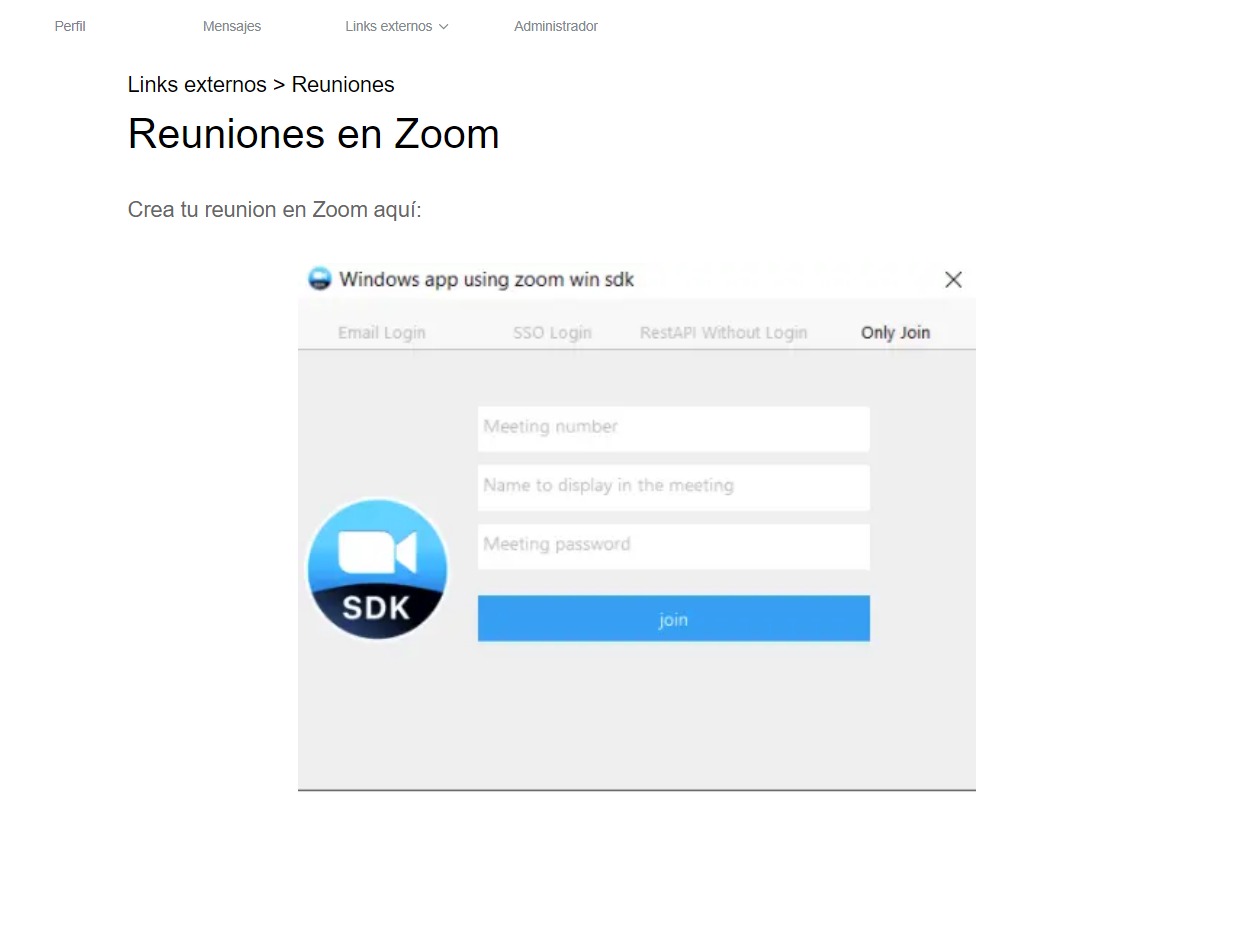 Perfil Mensajes Links externos Administrador
Links externos > Reuniones
Reuniones en Zoom
Crea tu reunion en Zoom aquí:
Windows app using zoom win sdk
Email Login SSO Login RestAPI Without Login Only Join
Meeting number
Name to display in the meeting
Meeting password
SDK
join